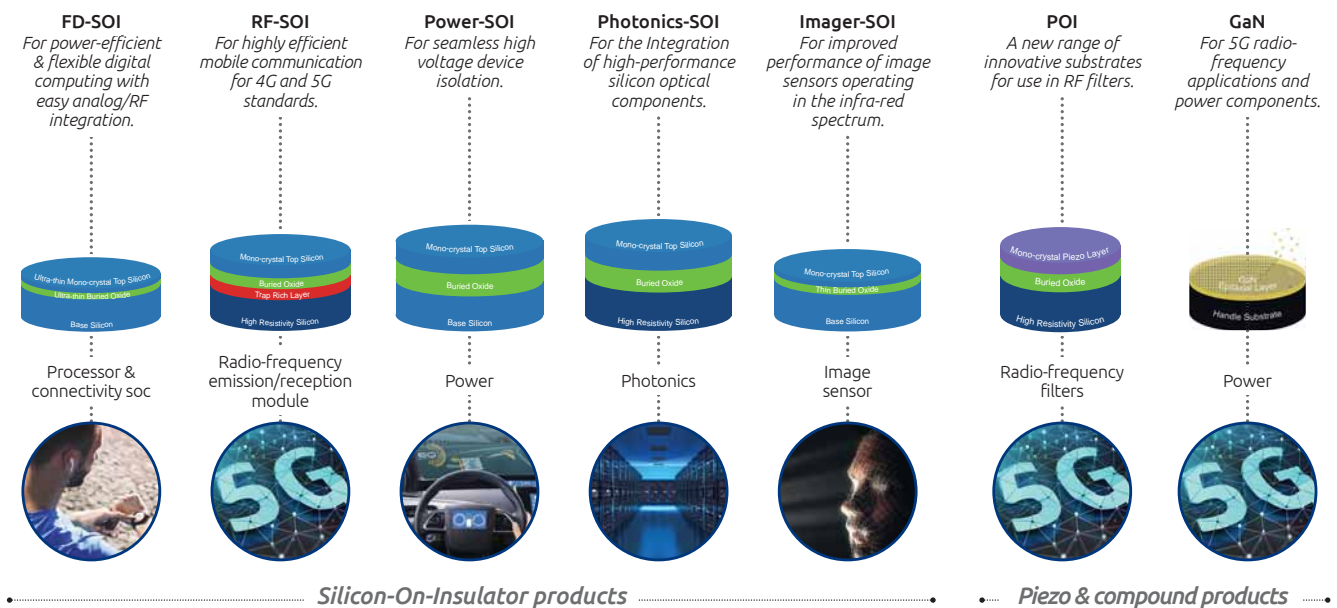 FD-SOI
For power-efficient
& flexible digital
computing with
easy analog/RF
integration.
Ultra-thin Mono-crystal Top Silicon
Ultra-thin Buried Oxide
Base Silicon
Processor &
connectivity soc
RF-SOI
For highly efficient
mobile communication
for 4G and 5G
standards.
Mono-crystal Top Silicon
Buried Oxide
Trap Rich Layer
High Resistivity Silicon
Radio-frequency
emission/reception
module
5G
Power-SOI
For seamless high
voltage device
isolation.
Mono-crystal Top Silicon
Buried Oxide
Base Silicon
Power
Photonics-SOI
For the Integration
of high-performance
silicon optical
components.
Mono-crystal Top Silicon
Buried Oxide
High Resistivity Silicon
Photonics
Imager-SOI
For improved
performance of image
sensors operating
in the infra-red
spectrum.
Mono-crystal Top Silicon
Thin Buried Oxide
Base Silicon
Image
sensor
POI
A new range of
innovative substrates
for use in RF filters.
Mono-crystal Piezo Layer
Buried Oxide
High Resistivity Silicon
Radio-frequency
filters
5G
GaN
For 5G radio-
frequency
applications and
power components.
GaN
Epitaxial Layer
Handle Substrate
Power
5G
Silicon-On-Insulator products
Piezo & compound products